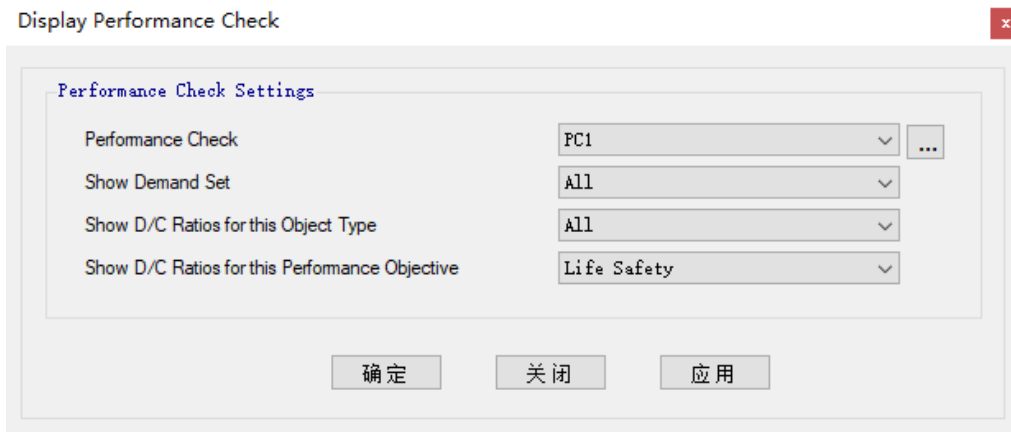 Display Performance Check
x
Performance Check Settings
Performance Check PC1 ...
Show Demand Set All
Show D/C Ratios for this Object Type All
Show D/C Ratios for this Performance Objective Life Safety
确定 关闭 应用